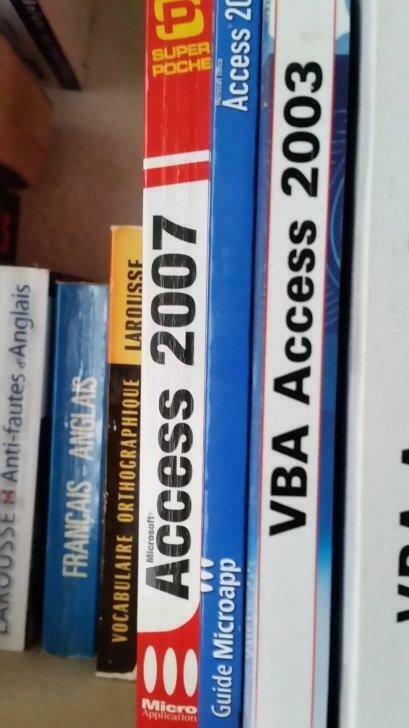 LAROUSSE Anti-fautes d'Anglais
FRANÇAIS ANGLAIS
VOCABULAIRE ORTHOGRAPHIQUE LAROUSSE
SUPER
POCHE
Microsoft®
Access 2007
Micro
Application
Guide Microapp
Microsoft Office
Access 20
VBA Access 2003